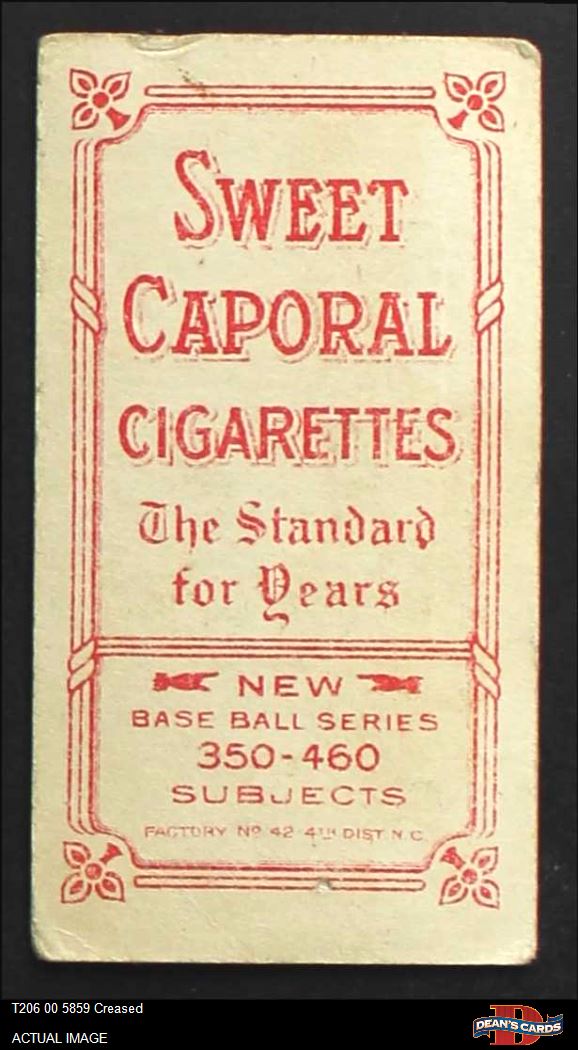 SWEET
CAPORAL
CIGARETTES
The Standard
for Years
NEW
BASE BALL SERIES
350-460
SUBJECTS
FACTORY Nº 42 4TH DIST. N.C.
T206 00 5859 Creased
ACTUAL IMAGE
D
DEAN'S CARDS